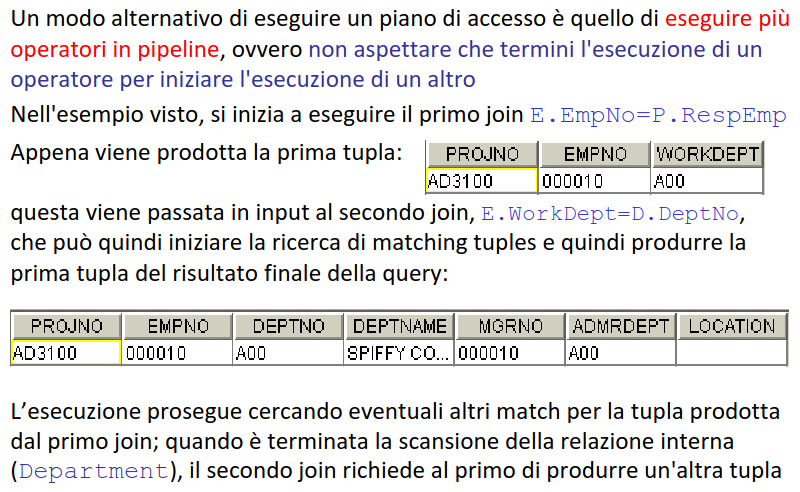 Un modo alternativo di eseguire un piano di accesso è quello di eseguire più
operatori in pipeline, ovvero non aspettare che termini l'esecuzione di un
operatore per iniziare l'esecuzione di un altro
Nell'esempio visto, si inizia a eseguire il primo join E.EmpNo=P.RespEmp
Appena viene prodotta la prima tupla:
PROJNO EMPNO WORKDEPT
AD3100 000010 A00
questa viene passata in input al secondo join, E.WorkDept=D.DeptNo,
che può quindi iniziare la ricerca di matching tuples e quindi produrre la
prima tupla del risultato finale della query:
PROJNO EMPNO DEPTNO DEPTNAME MGRNO ADMRDEPT LOCATION
AD3100 000010 A00 SPIFFY CO... 000010 A00
L’esecuzione prosegue cercando eventuali altri match per la tupla prodotta
dal primo join; quando è terminata la scansione della relazione interna
(Department), il secondo join richiede al primo di produrre un'altra tupla